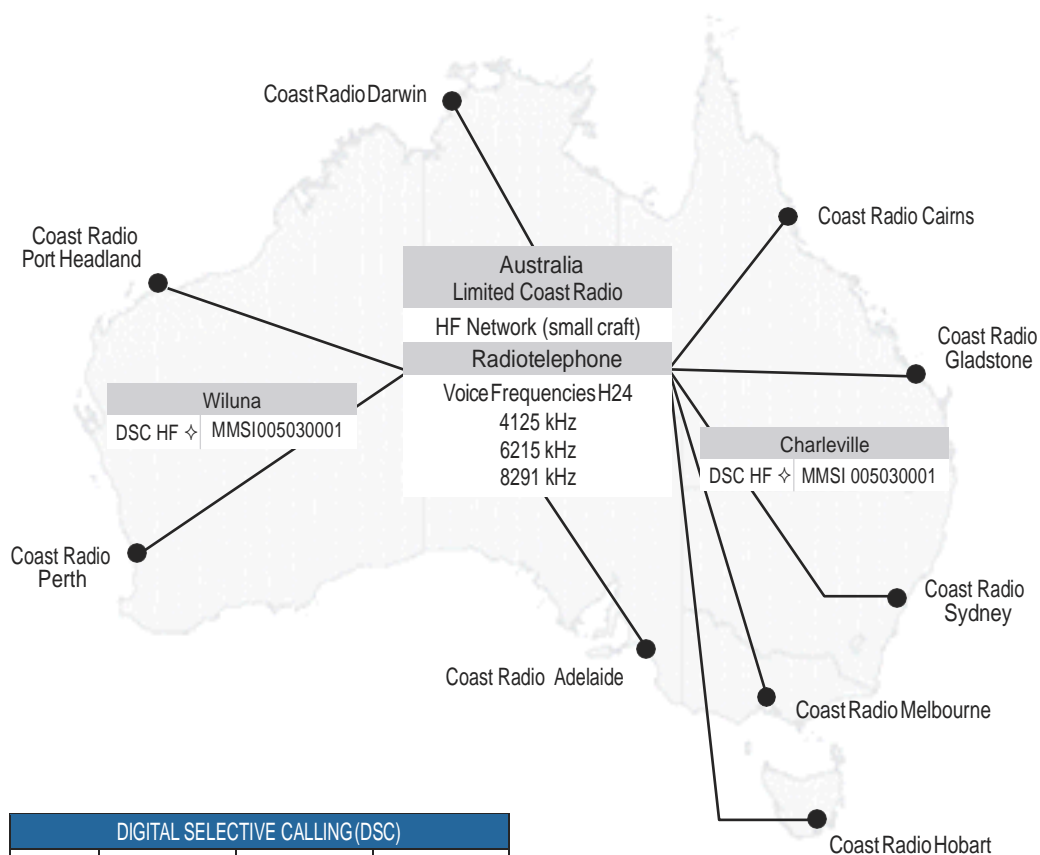 Coast Radio Darwin
Coast Radio Cairns
Coast Radio
Port Headland
Australia
Limited Coast Radio
HF Network (small craft)
Radiotelephone
Voice Frequencies H24
4125 kHz
6215 kHz
8291 kHz
Coast Radio
Gladstone
Wiluna
DSC HF ✧ MMSI 005030001
Charleville
DSC HF ✧ MMSI 005030001
Coast Radio
Perth
Coast Radio
Sydney
Coast Radio Adelaide
Coast Radio Melbourne
Coast Radio Hobart
DIGITAL SELECTIVE CALLING (DSC)